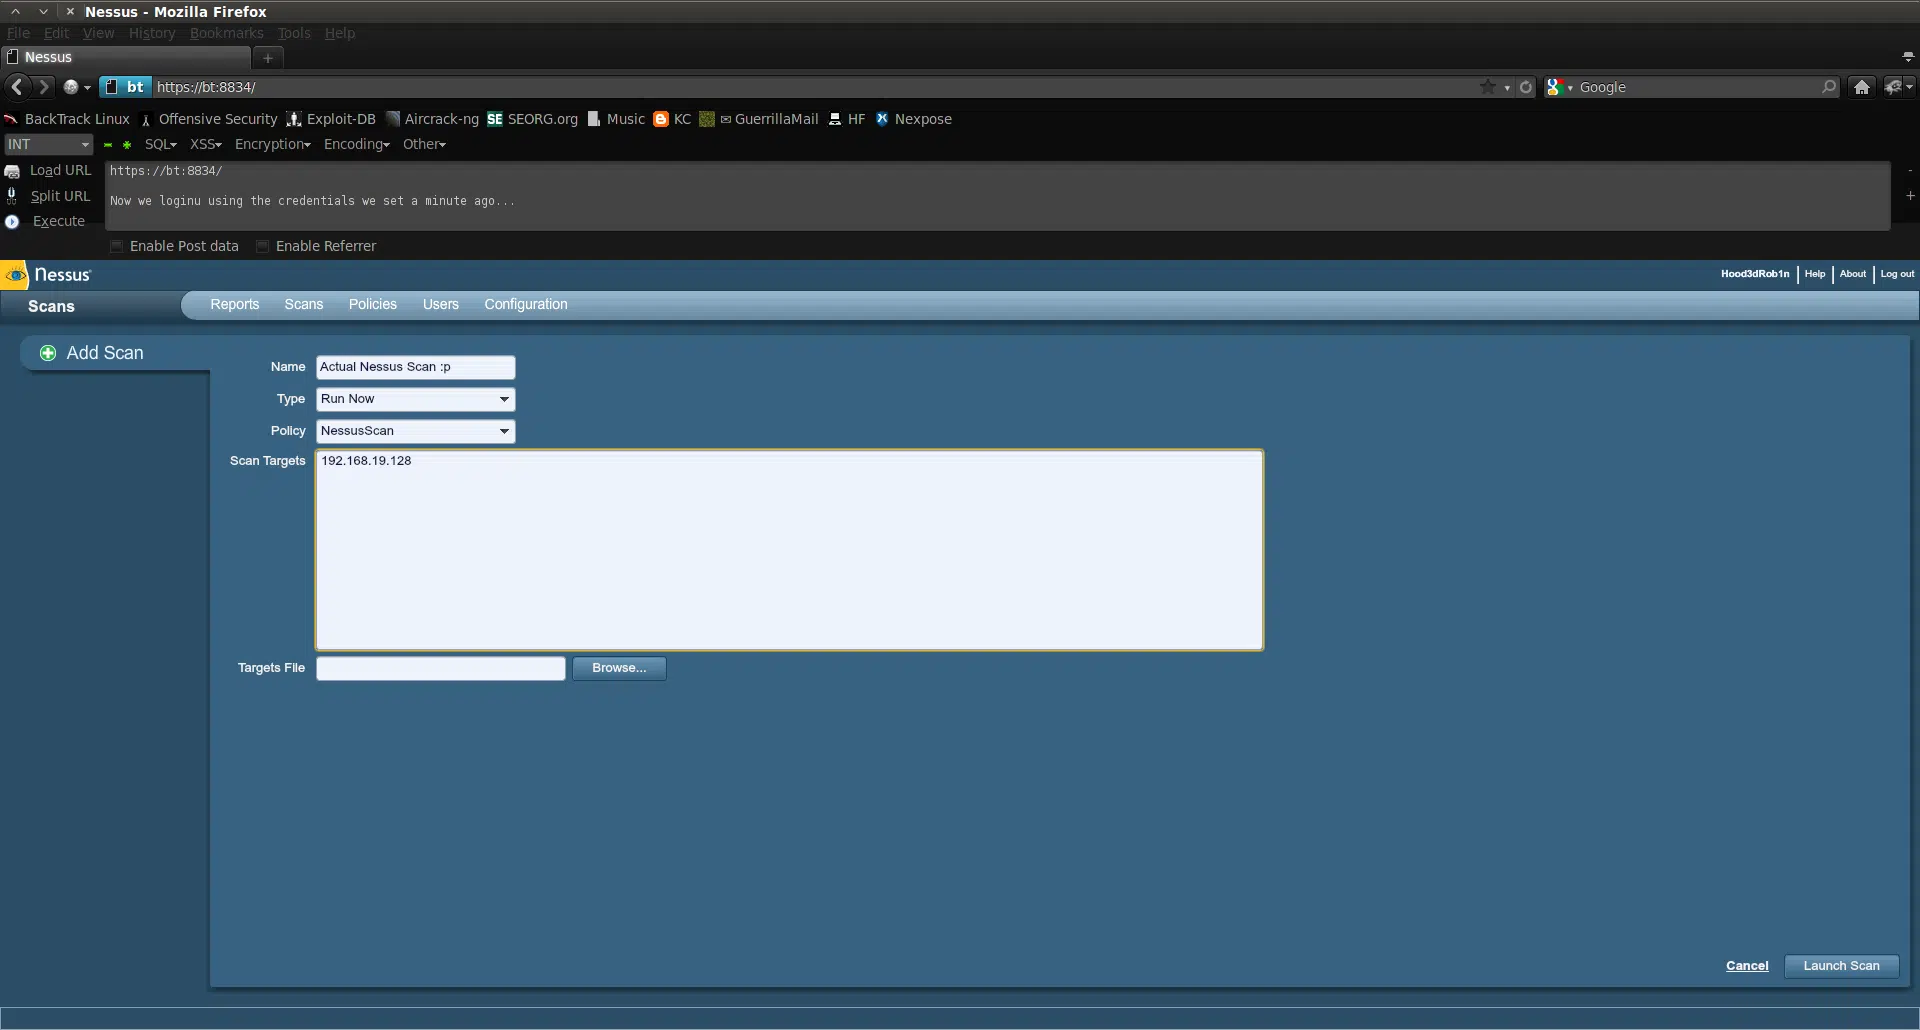 Nessus - Mozilla Firefox
File Edit View History Bookmarks Tools Help
Nessus
bt https://bt:8834/ Google
BackTrack Linux Offensive Security Exploit-DB Aircrack-ng SE SEORG.org Music KC GuerrillaMail HF Nexpose
INT SQL XSS Encryption Encoding Other
Load URL https://bt:8834/
Split URL Now we loginu using the credentials we set a minute ago...
Execute
Enable Post data Enable Referrer
Nessus Hood3dRob1n Help About Log out
Scans Reports Scans Policies Users Configuration
Add Scan
Name Actual Nessus Scan :p
Type Run Now
Policy NessusScan
Scan Targets 192.168.19.128
Targets File Browse...
Cancel Launch Scan